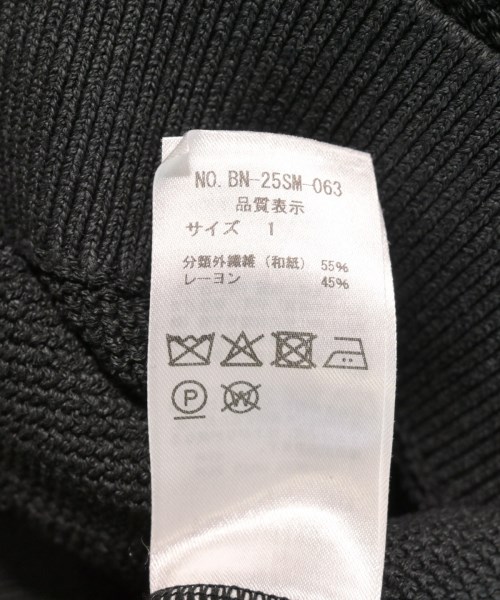 NO. BN-25SM-063
品質表示
サイズ 1
分類外繊維（和紙） 55%
レーヨン 45%
P
W